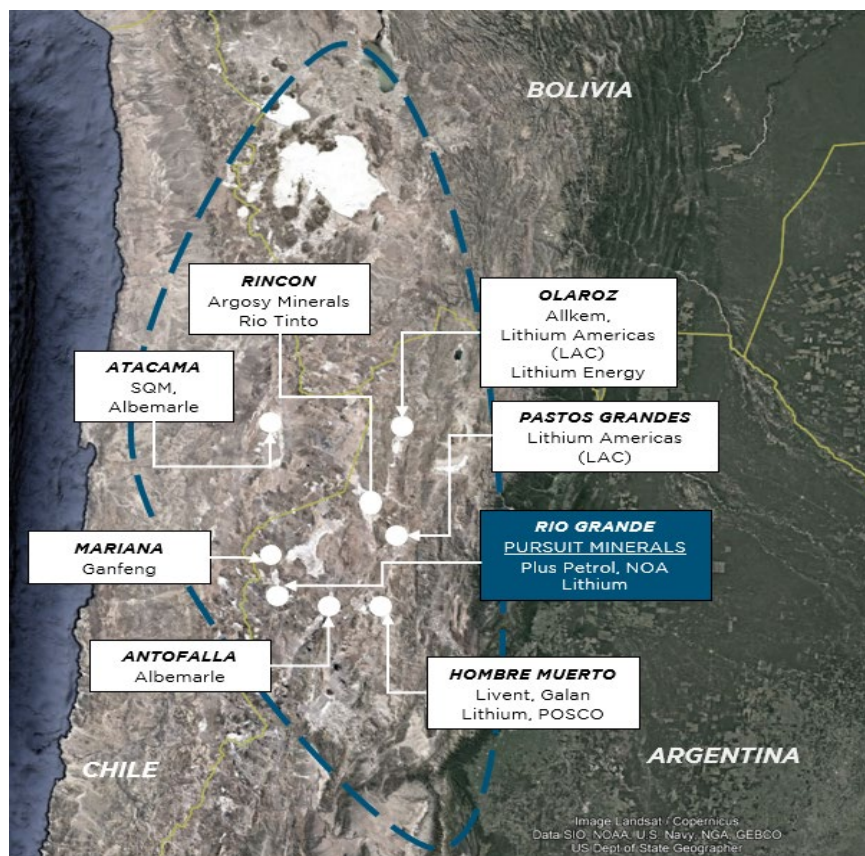 BOLIVIA
RINCON
Argosy Minerals
Rio Tinto
OLAROZ
Allkem,
Lithium Americas
(LAC)
Lithium Energy
ATACAMA
SQM,
Albemarle
PASTOS GRANDES
Lithium Americas
(LAC)
RIO GRANDE
PURSUIT MINERALS
Plus Petrol, NOA
Lithium
MARIANA
Ganfeng
ANTOFALLA
Albemarle
HOMBRE MUERTO
Livent, Galan
Lithium, POSCO
CHILE
ARGENTINA
Image Landsat / Copernicus
Data SIO, NOAA, U.S. Navy, NGA, GEBCO
US Dept of State Geographer